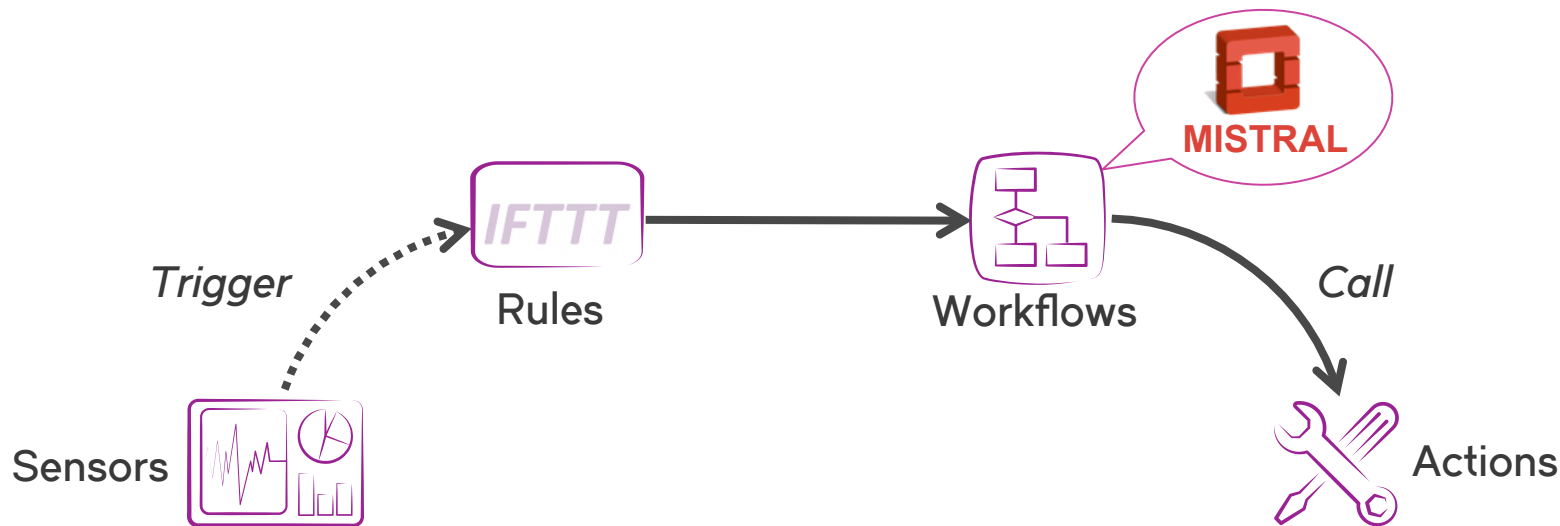 MISTRAL
IFTTT
Trigger
Call
Rules
Workflows
Sensors
Actions